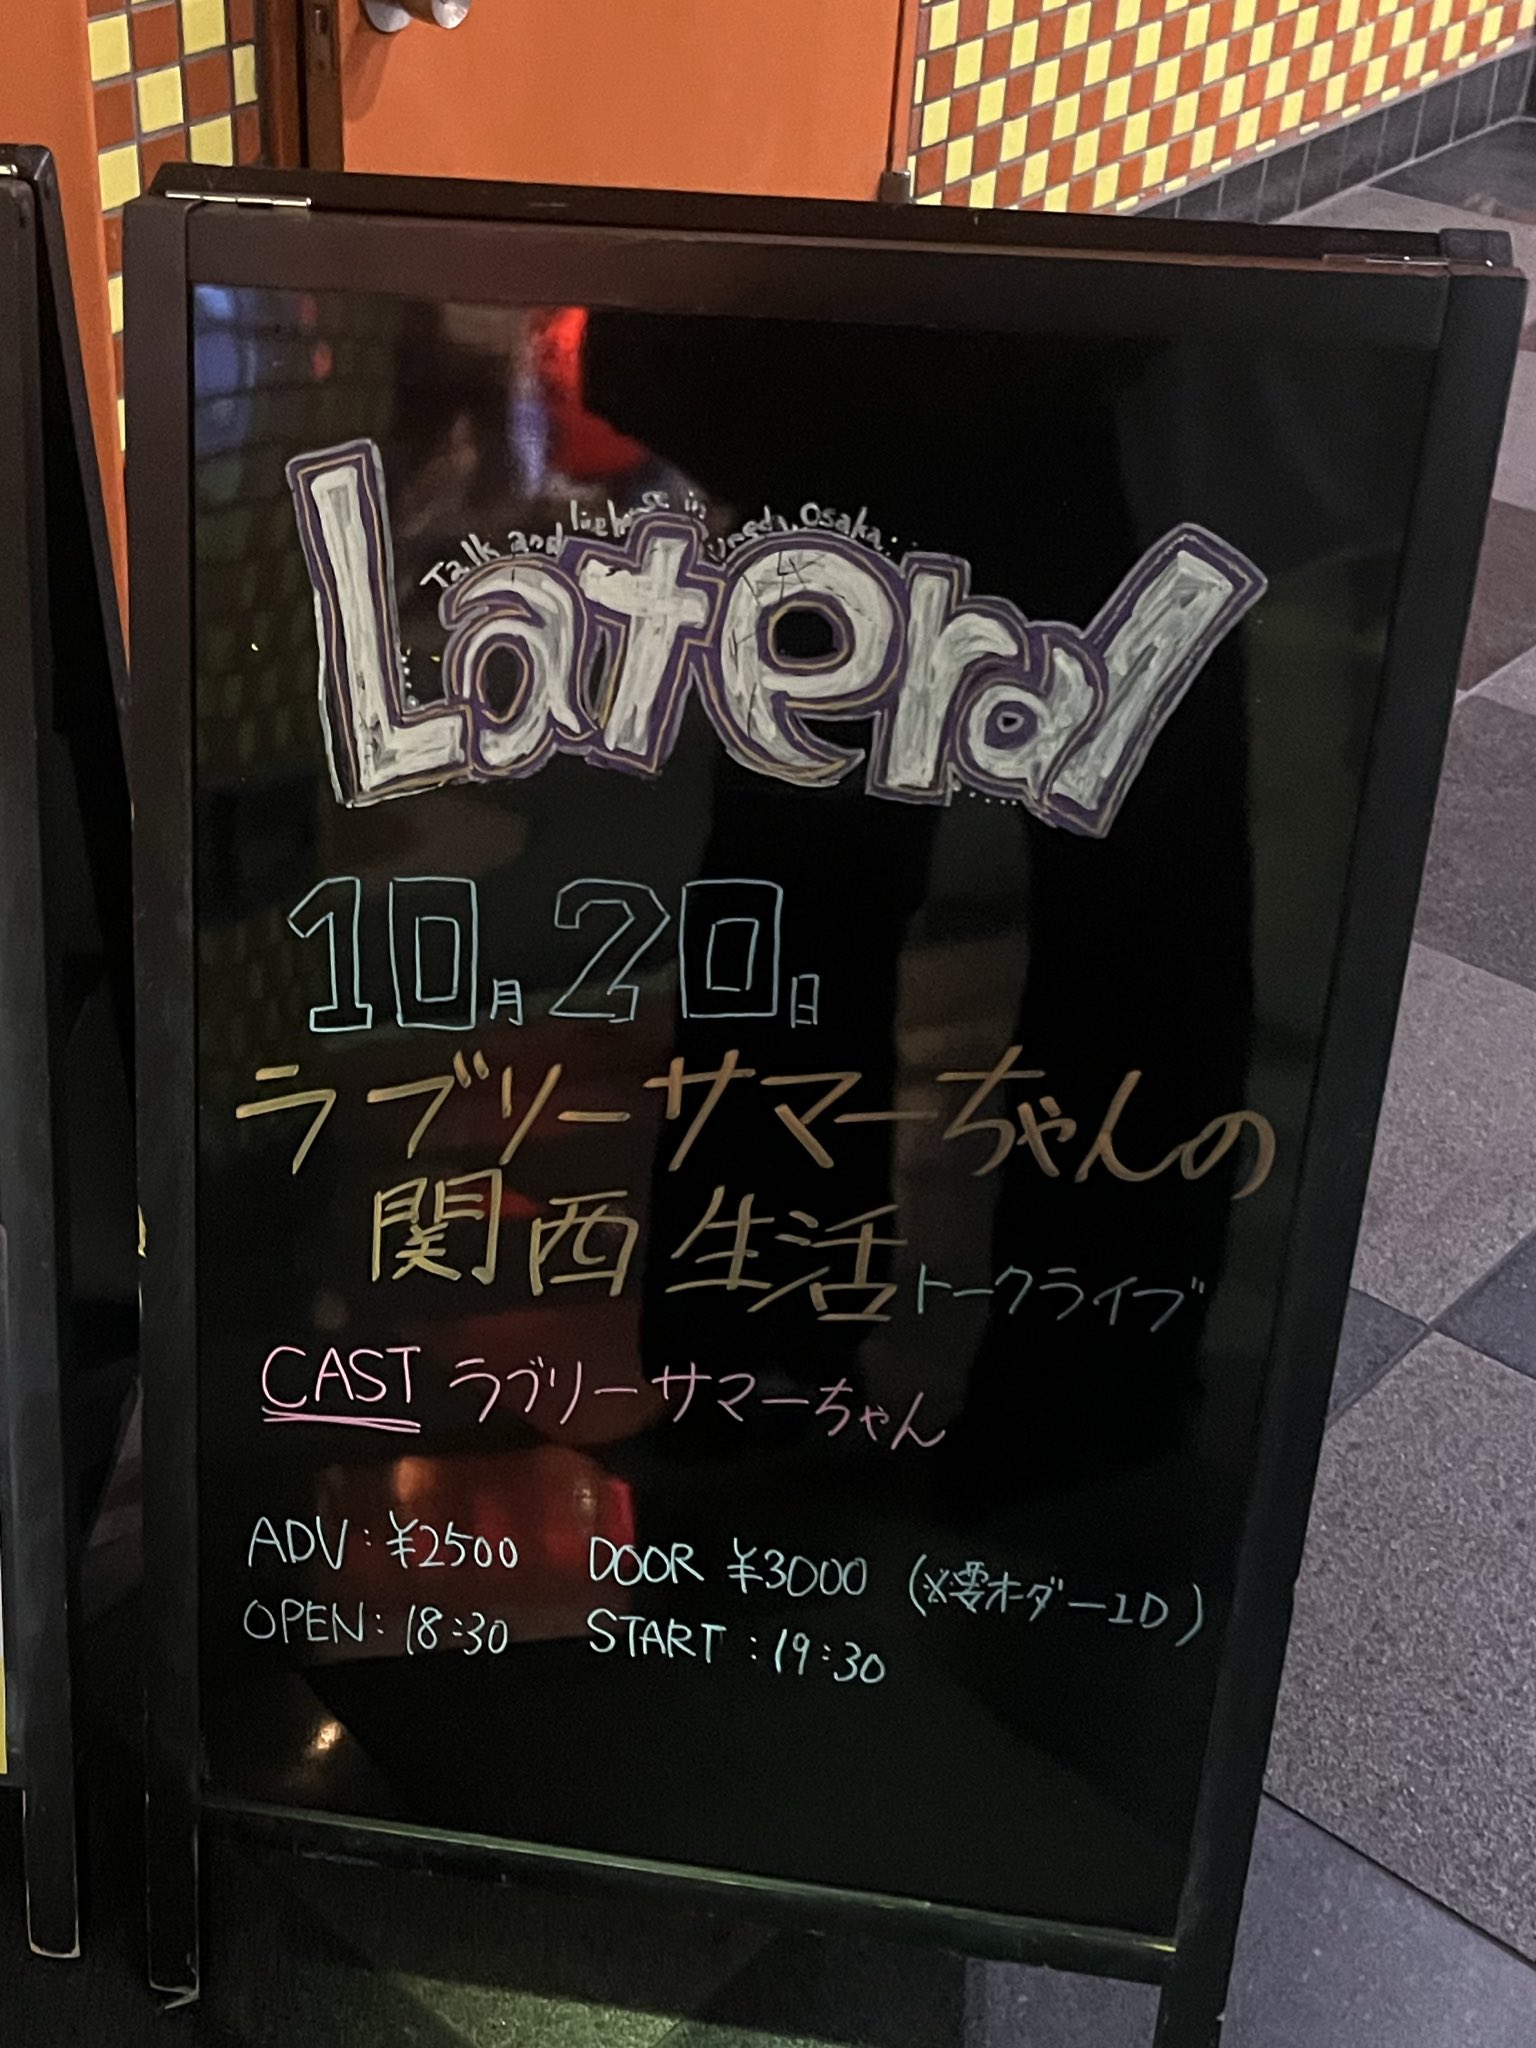 Talk and livehouse in Umeda, Osaka...
Lateral
10月20日
ラブリーサマーちゃんの
関西生活トークライブ
CAST ラブリーサマーちゃん
ADV:¥2500 DOOR ¥3000 (※要オーダー1D)
OPEN:18:30 START:19:30